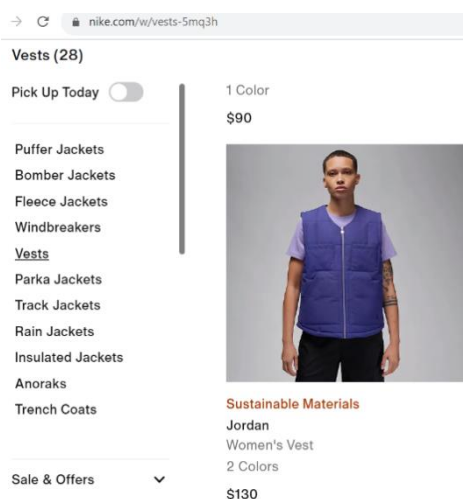 nike.com/w/vests-5mq3h
Vests (28)
Pick Up Today
Puffer Jackets
Bomber Jackets
Fleece Jackets
Windbreakers
Vests
Parka Jackets
Track Jackets
Rain Jackets
Insulated Jackets
Anoraks
Trench Coats
Sale & Offers
1 Color
$90
Sustainable Materials
Jordan
Women's Vest
2 Colors
$130